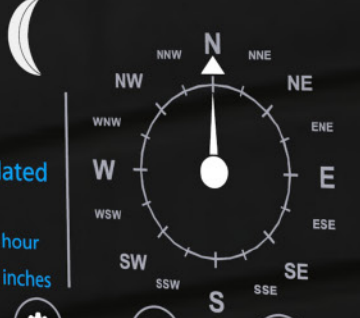 N
NNW
NNE
NW
NE
WNW
ENE
W
E
WSW
ESE
SW
SE
SSW
SSE
S
lated
hour
inches